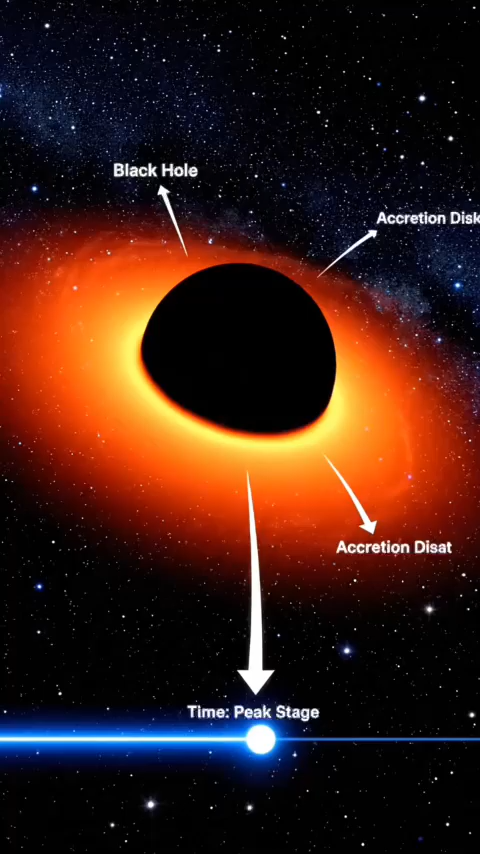 Black Hole
Accretion Disk
Accretion Disat
Time: Peak Stage